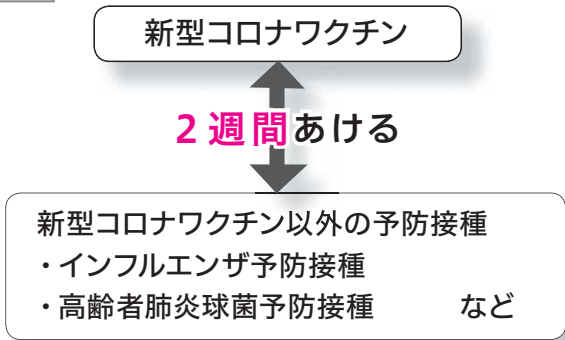 新型コロナワクチン
2週間あける
新型コロナワクチン以外の予防接種
・インフルエンザ予防接種
・高齢者肺炎球菌予防接種　　など